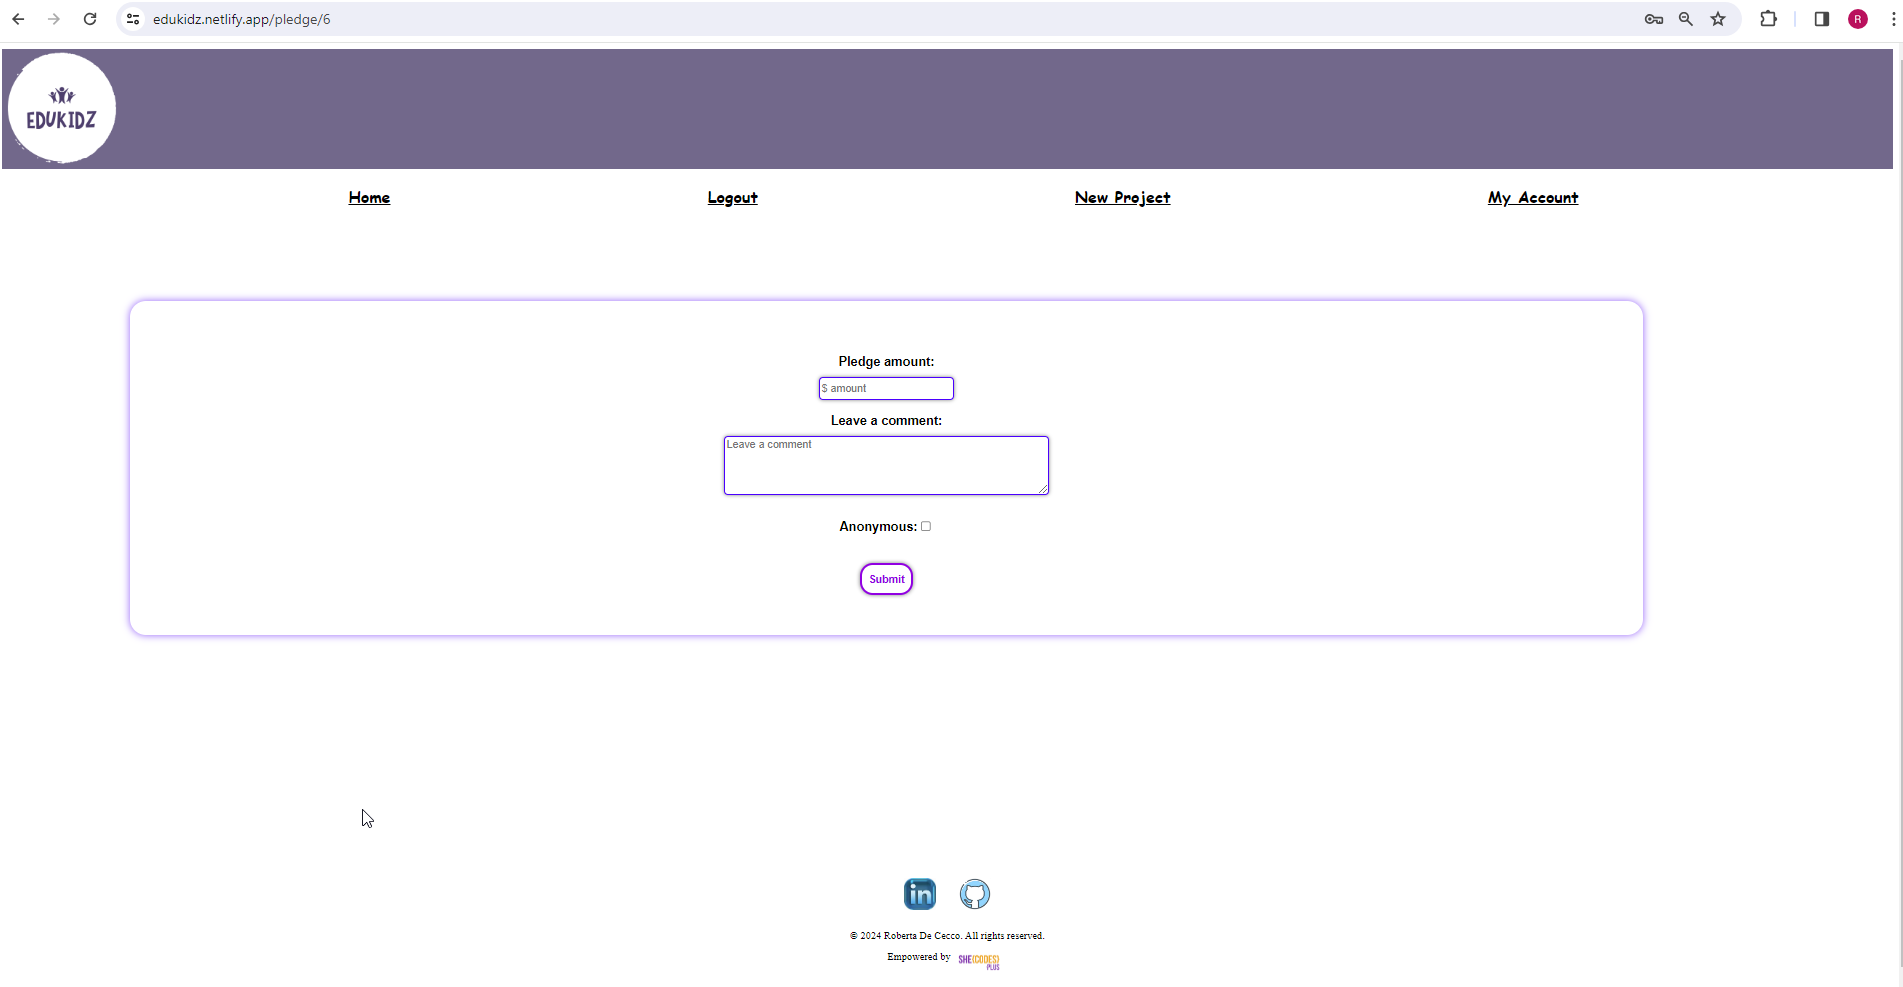 edukidz.netlify.app/pledge/6
R
EDUKIDZ
Home
Logout
New Project
My Account
Pledge amount:
$ amount
Leave a comment:
Leave a comment
Anonymous:
Submit
in
© 2024 Roberta De Cecco. All rights reserved.
Empowered by SHE{CODES}
PLUS